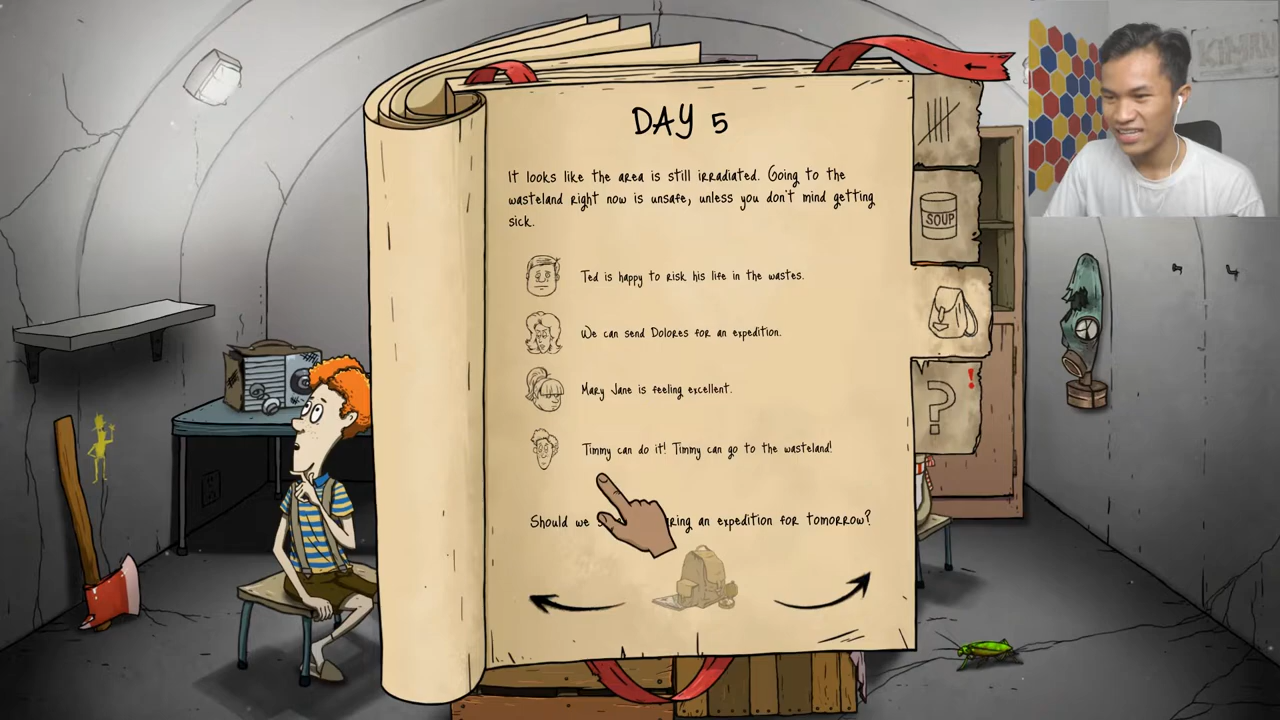 DAY 5
It looks like the area is still irradiated. Going to the
wasteland right now is unsafe, unless you don't mind getting
sick.
Ted is happy to risk his life in the wastes.
We can send Dolores for an expedition.
Mary Jane is feeling excellent.
Timmy can do it! Timmy can go to the wasteland!
Should we an expedition for tomorrow?
SOUP
?
!